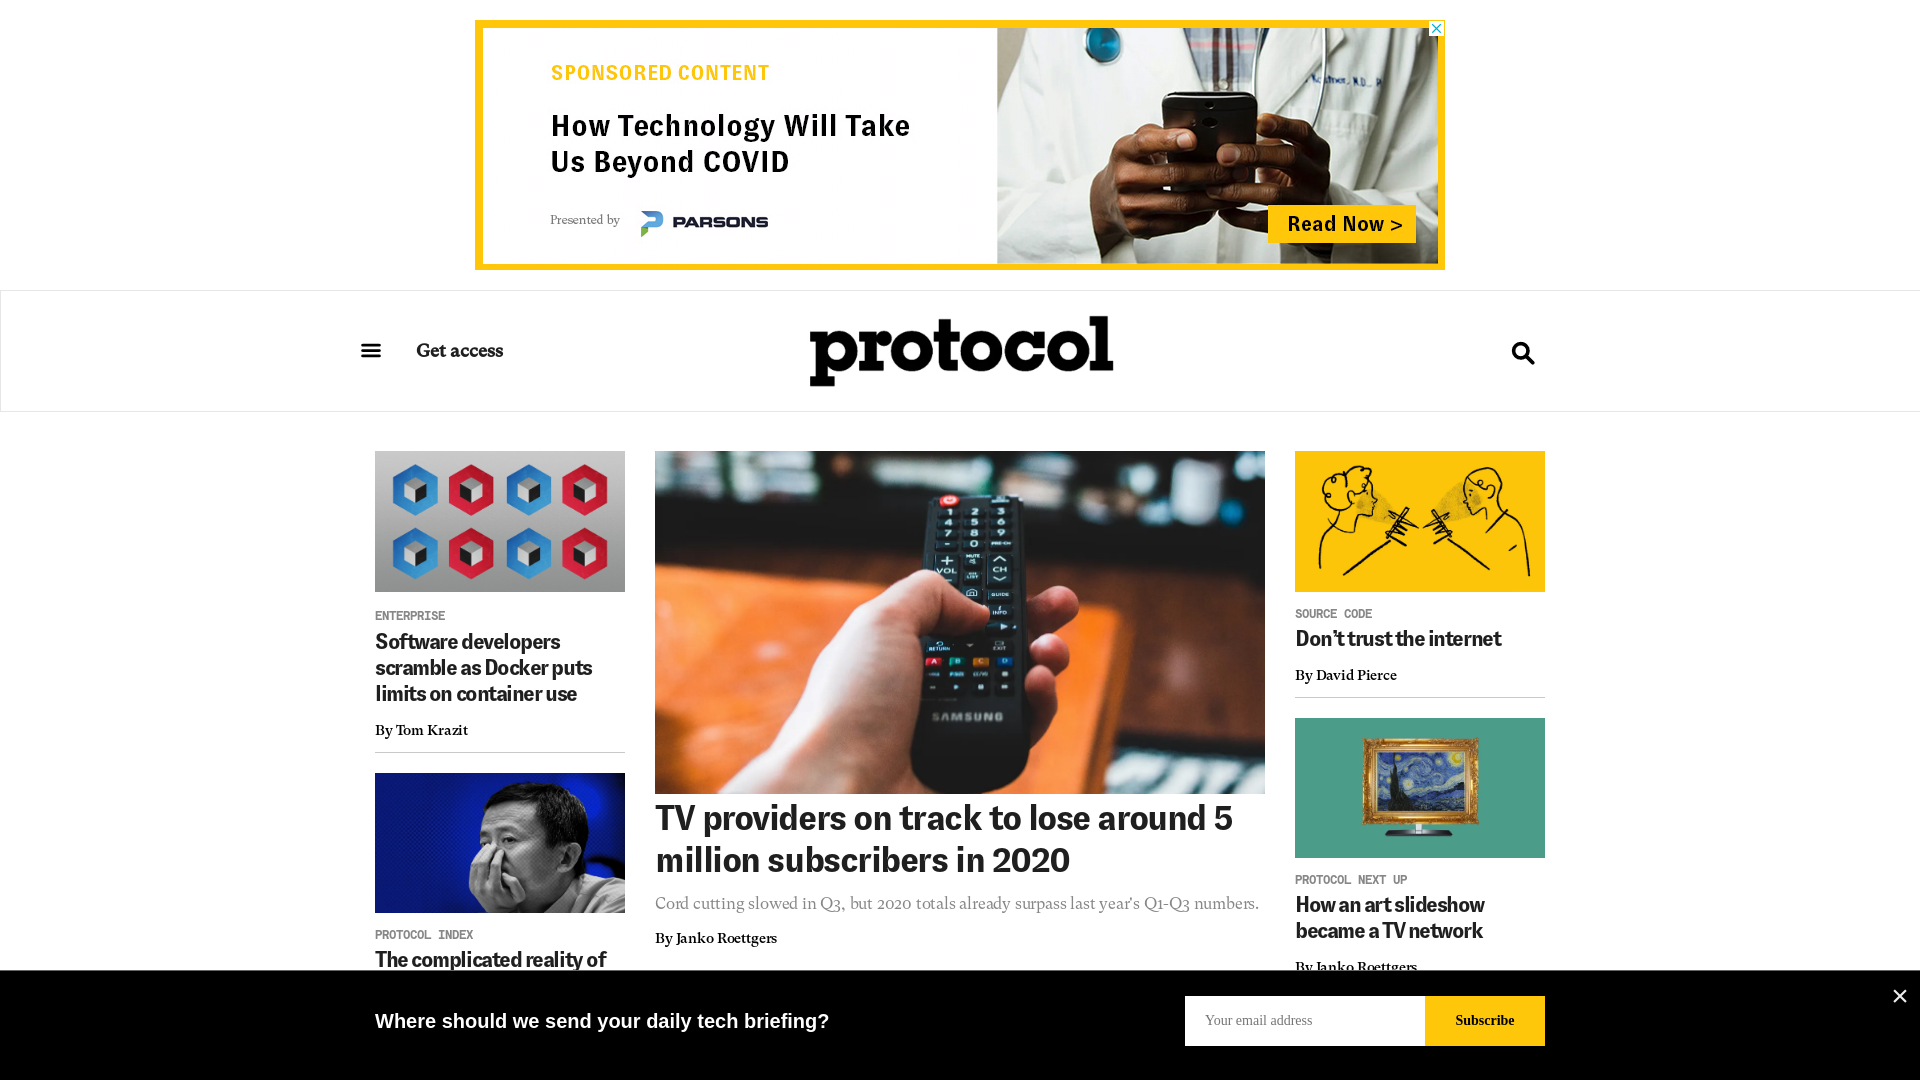 SPONSORED CONTENT
How Technology Will Take
Us Beyond COVID
Presented by
PARSONS
Read Now >
Get access
protocol
ENTERPRISE
Software developers
scramble as Docker puts
limits on container use
By Tom Krazit
PROTOCOL INDEX
The complicated reality of
SAMSUNG
TV providers on track to lose around 5
million subscribers in 2020
Cord cutting slowed in Q3, but 2020 totals already surpass last year's Q1-Q3 numbers.
By Janko Roettgers
SOURCE CODE
Don’t trust the internet
By David Pierce
PROTOCOL NEXT UP
How an art slideshow
became a TV network
By Janko Roettgers
Where should we send your daily tech briefing?
Your email address
Subscribe